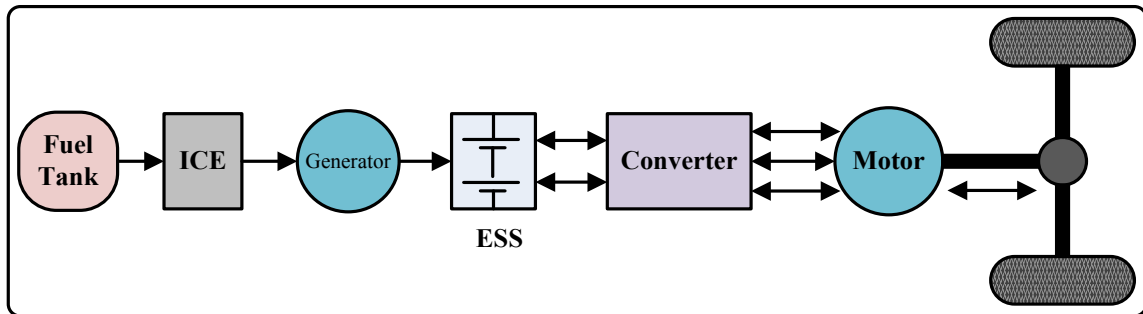 Fuel
Tank
ICE
Generator
ESS
Converter
Motor